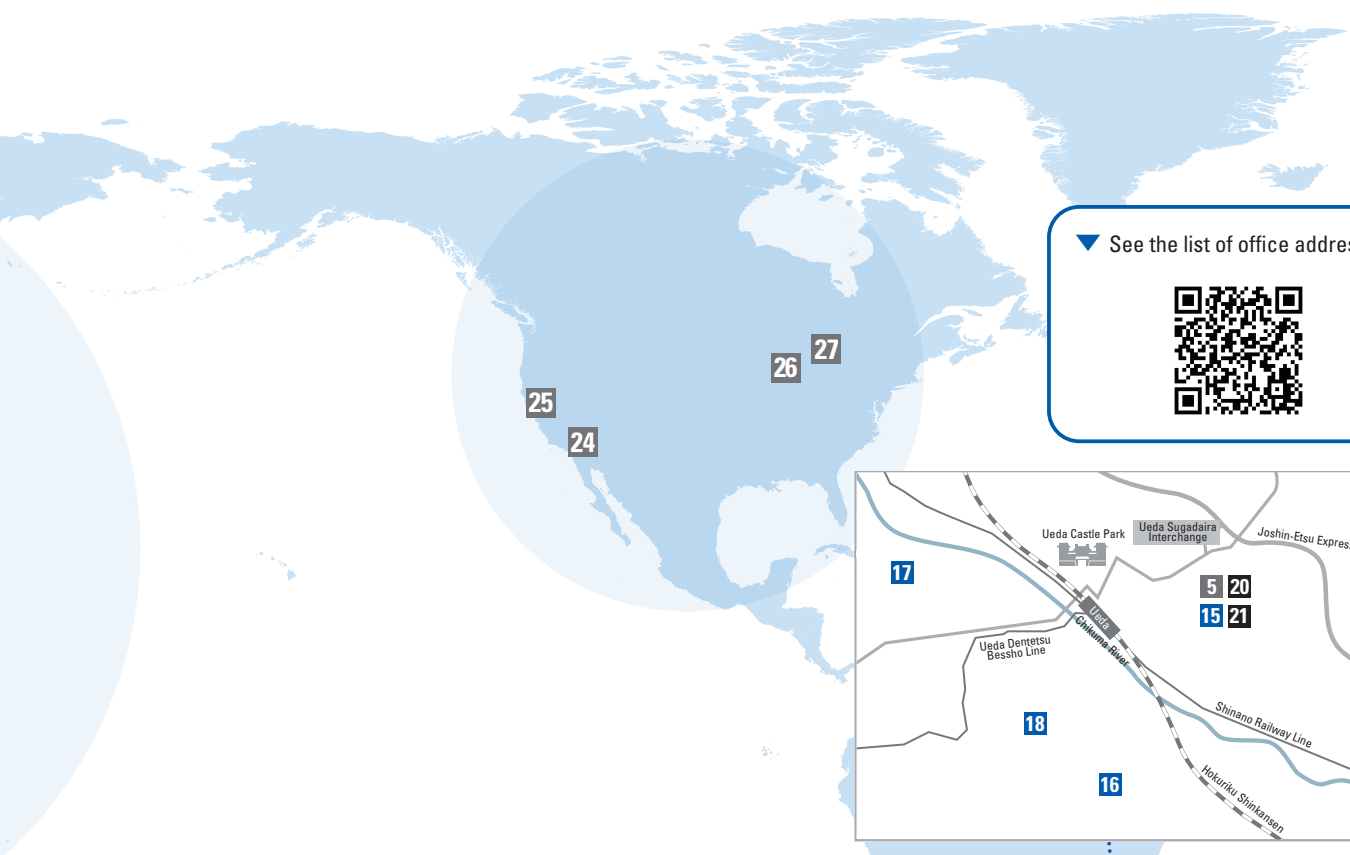 See the list of office addres
27
26
25
24
Ueda Castle Park
Ueda Sugadaira
Interchange
Joshin-Etsu Expres
17
5 20
15 21
Ueda
Chikuma River
Ueda Dentetsu
Bessho Line
18
Shinano Railway Line
16
Hokuriku Shinkansen